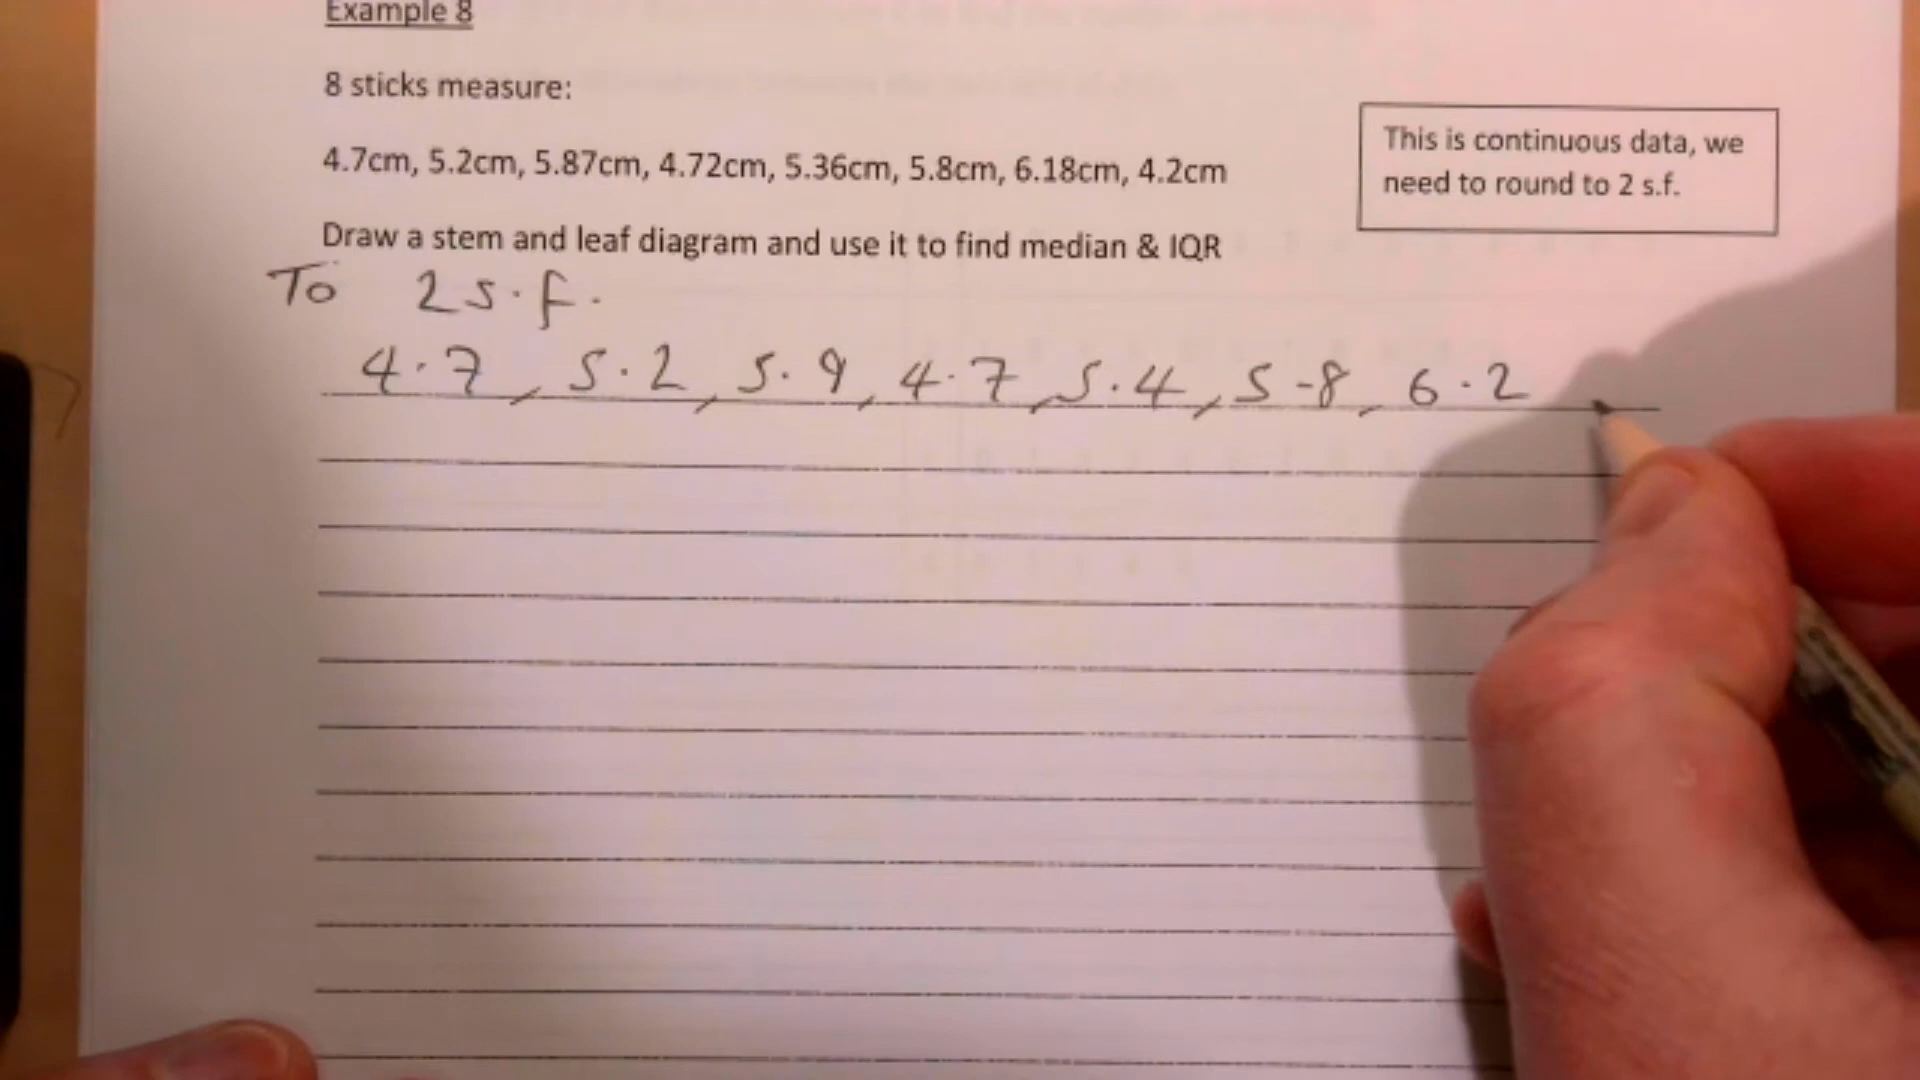 Example 8
8 sticks measure:
4.7cm, 5.2cm, 5.87cm, 4.72cm, 5.36cm, 5.8cm, 6.18cm, 4.2cm
This is continuous data, we
need to round to 2 s.f.
Draw a stem and leaf diagram and use it to find median & IQR
To 2 s.f.
4.7, 5.2, 5.9, 4.7, 5.4, 5.8, 6.2